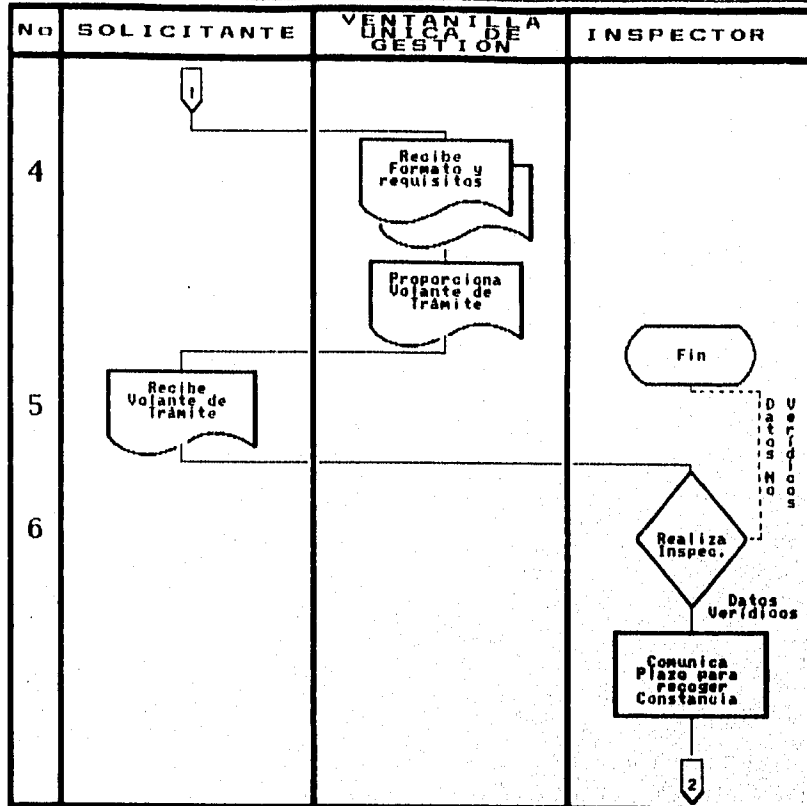 No
SOLICITANTE
VENTANILLA
UNICA DE
GESTION
INSPECTOR
1
4
Recibe
Formato y
requisitos
Proporciona
Volante de
Trámite
Fin
5
Recibe
Volante de
Trámite
Datos No
Verídicos
6
Realiza
Inspec.
Datos
Verídicos
Comunica
Plazo para
recoger
Constancia
2